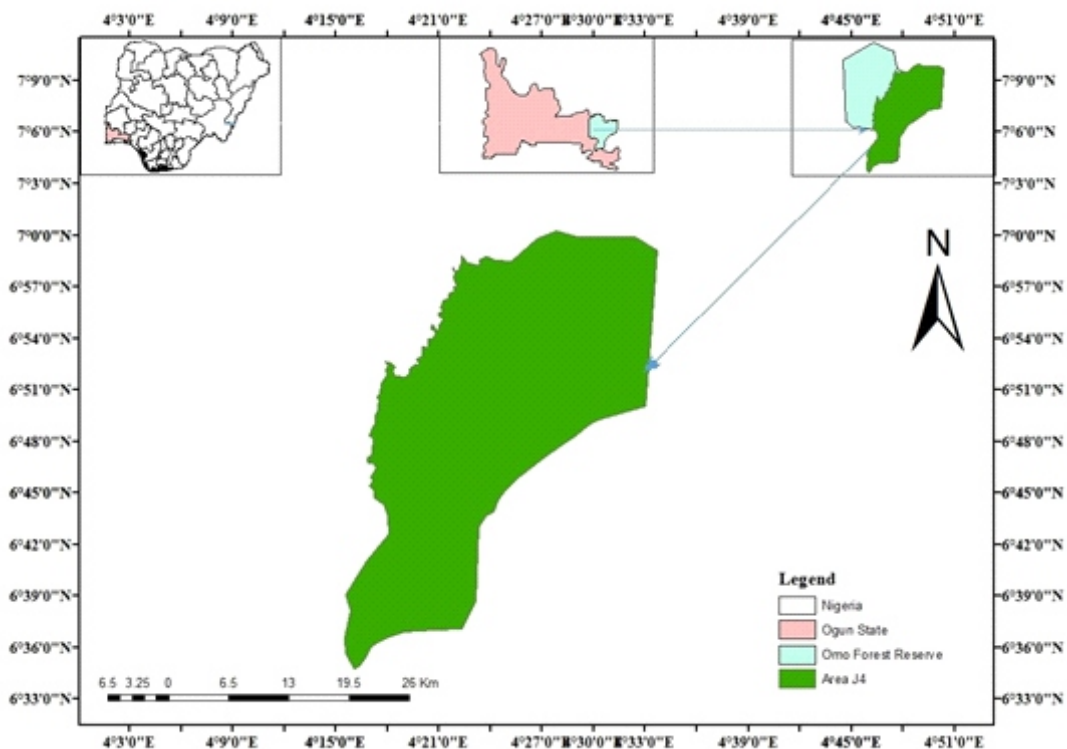 4°3'0"E 4°9'0"E 4°15'0"E 4°21'0"E 4°27'0"E 4°30'0"E 4°33'0"E 4°39'0"E 4°45'0"E 4°51'0"E
7°9'0"N 7°9'0"N
7°6'0"N 7°6'0"N
7°3'0"N 7°3'0"N
7°0'0"N 7°0'0"N
N
6°57'0"N 6°57'0"N
6°54'0"N 6°54'0"N
6°51'0"N 6°51'0"N
6°48'0"N 6°48'0"N
6°45'0"N 6°45'0"N
6°42'0"N 6°42'0"N
6°39'0"N 6°39'0"N
Legend
Nigeria
Ogun State
Omo Forest Reserve
Area J4
6°36'0"N 6°36'0"N
6.5 3.25 0 6.5 13 19.5 26 Km
6°33'0"N 6°33'0"N
4°3'0"E 4°9'0"E 4°15'0"E 4°21'0"E 4°27'0"E 4°30'0"E 4°33'0"E 4°39'0"E 4°45'0"E 4°51'0"E